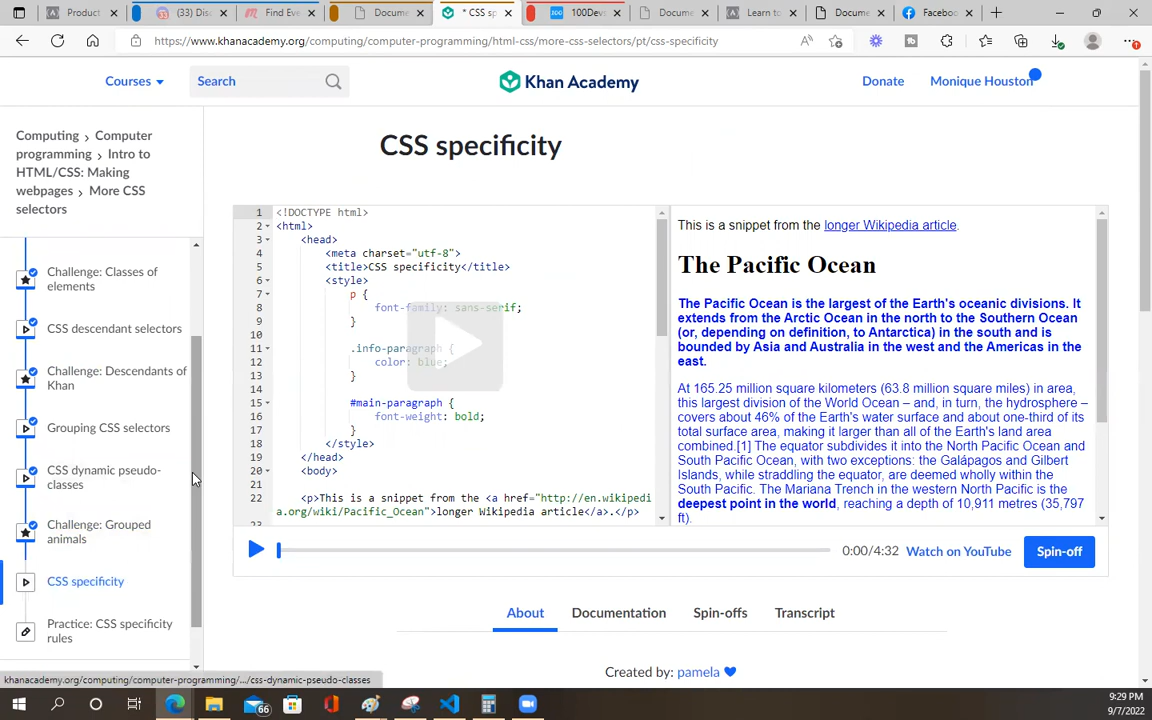 Product
(33) Disc
Find Eve
Docume
* CSS sp
100Devs
Docume
Learn to
Docume
Faceboo
https://www.khanacademy.org/computing/computer-programming/html-css/more-css-selectors/pt/css-specificity
Courses
Search
Khan Academy
Donate
Monique Houston
Computing › Computer
programming › Intro to
HTML/CSS: Making
webpages › More CSS
selectors
Challenge: Classes of
elements
CSS descendant selectors
Challenge: Descendants of
Khan
Grouping CSS selectors
CSS dynamic pseudo-
classes
Challenge: Grouped
animals
CSS specificity
Practice: CSS specificity
rules
CSS specificity
1 <!DOCTYPE html>
2 <html>
3 <head>
4 <meta charset="utf-8">
5 <title>CSS specificity</title>
6 <style>
7 p {
8 font-family: sans-serif;
9 }
10
11 .info-paragraph {
12 color: blue;
13 }
14
15 #main-paragraph {
16 font-weight: bold;
17 }
18 </style>
19 </head>
20 <body>
21
22 <p>This is a snippet from the <a href="http://en.wikipedi
a.org/wiki/Pacific_Ocean">longer Wikipedia article</a>.</p>
23
This is a snippet from the longer Wikipedia article.
The Pacific Ocean
The Pacific Ocean is the largest of the Earth's oceanic divisions. It
extends from the Arctic Ocean in the north to the Southern Ocean
(or, depending on definition, to Antarctica) in the south and is
bounded by Asia and Australia in the west and the Americas in the
east.
At 165.25 million square kilometers (63.8 million square miles) in area,
this largest division of the World Ocean – and, in turn, the hydrosphere –
covers about 46% of the Earth's water surface and about one-third of its
total surface area, making it larger than all of the Earth's land area
combined.[1] The equator subdivides it into the North Pacific Ocean and
South Pacific Ocean, with two exceptions: the Galápagos and Gilbert
Islands, while straddling the equator, are deemed wholly within the
South Pacific. The Mariana Trench in the western North Pacific is the
deepest point in the world, reaching a depth of 10,911 metres (35,797
ft).
0:00/4:32
Watch on YouTube
Spin-off
About
Documentation
Spin-offs
Transcript
Created by: pamela
khanacademy.org/computing/computer-programming/.../css-dynamic-pseudo-classes
66
9:29 PM
9/7/2022